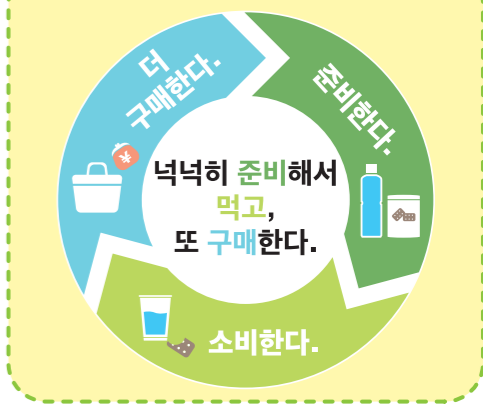 더
구매한다.
준비한다.
넉넉히 준비해서
먹고,
또 구매한다.
소비한다.